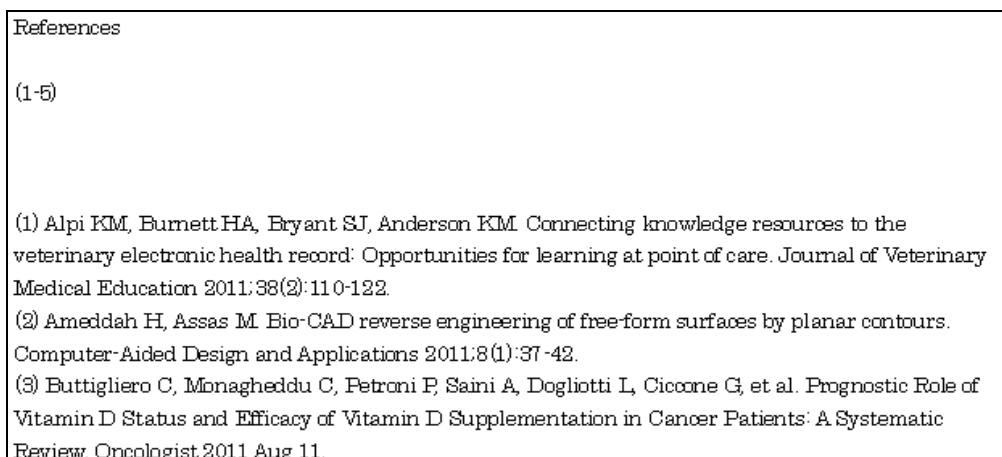 References
(1-5)
(1) Alpi KM, Burnett HA, Bryant SJ, Anderson KM. Connecting knowledge resources to the
veterinary electronic health record: Opportunities for learning at point of care. Journal of Veterinary
Medical Education 2011;38(2):110-122.
(2) Ameddah H, Assas M. Bio-CAD reverse engineering of free-form surfaces by planar contours.
Computer-Aided Design and Applications 2011;8(1):37-42.
(3) Buttigliero C, Monagheddu C, Petroni P, Saini A, Dogliotti L, Ciccone G, et al. Prognostic Role of
Vitamin D Status and Efficacy of Vitamin D Supplementation in Cancer Patients: A Systematic
Review. Oncologist 2011 Aug 11.